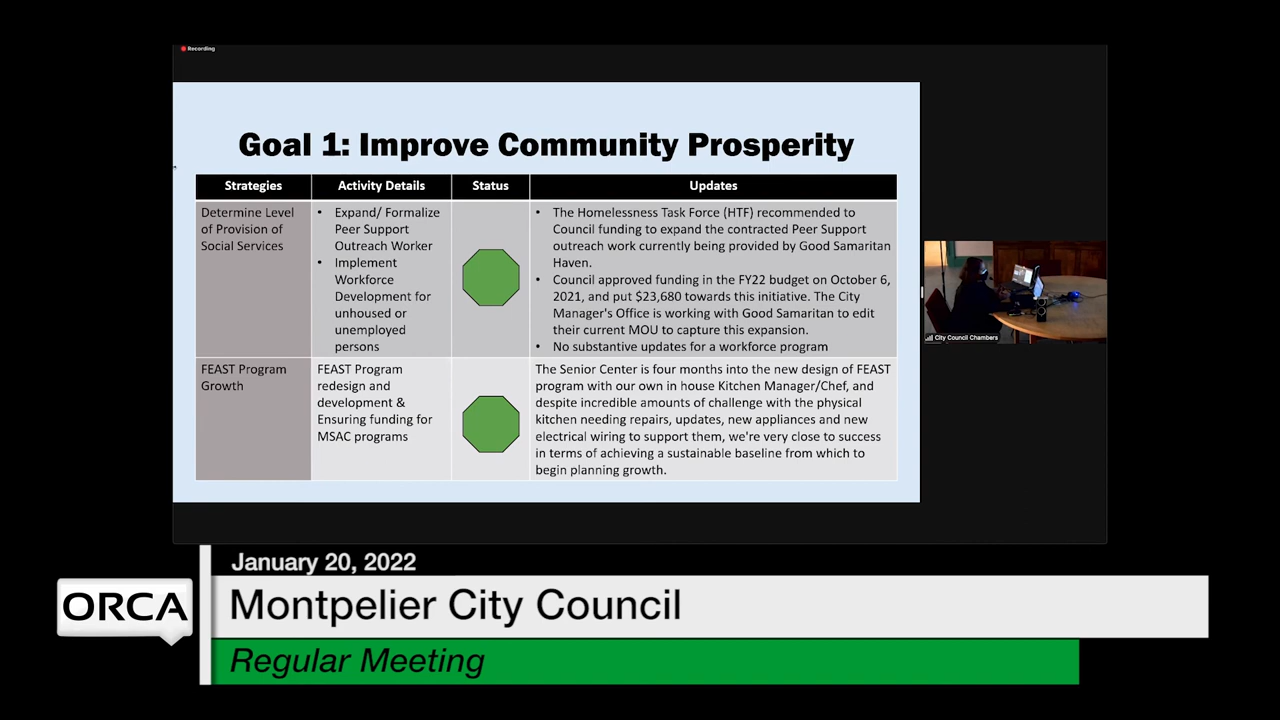 Recording
Goal 1: Improve Community Prosperity
Strategies
Activity Details
Status
Updates
Determine Level
of Provision of
Social Services
• Expand/ Formalize
Peer Support
Outreach Worker
• Implement
Workforce
Development for
unhoused or
unemployed
persons
• The Homelessness Task Force (HTF) recommended to
Council funding to expand the contracted Peer Support
outreach work currently being provided by Good Samaritan
Haven.
• Council approved funding in the FY22 budget on October 6,
2021, and put $23,680 towards this initiative. The City
Manager's Office is working with Good Samaritan to edit
their current MOU to capture this expansion.
• No substantive updates for a workforce program
FEAST Program
Growth
FEAST Program
redesign and
development &
Ensuring funding for
MSAC programs
The Senior Center is four months into the new design of FEAST
program with our own in house Kitchen Manager/Chef, and
despite incredible amounts of challenge with the physical
kitchen needing repairs, updates, new appliances and new
electrical wiring to support them, we're very close to success
in terms of achieving a sustainable baseline from which to
begin planning growth.
City Council Chambers
January 20, 2022
ORCA
Montpelier City Council
Regular Meeting